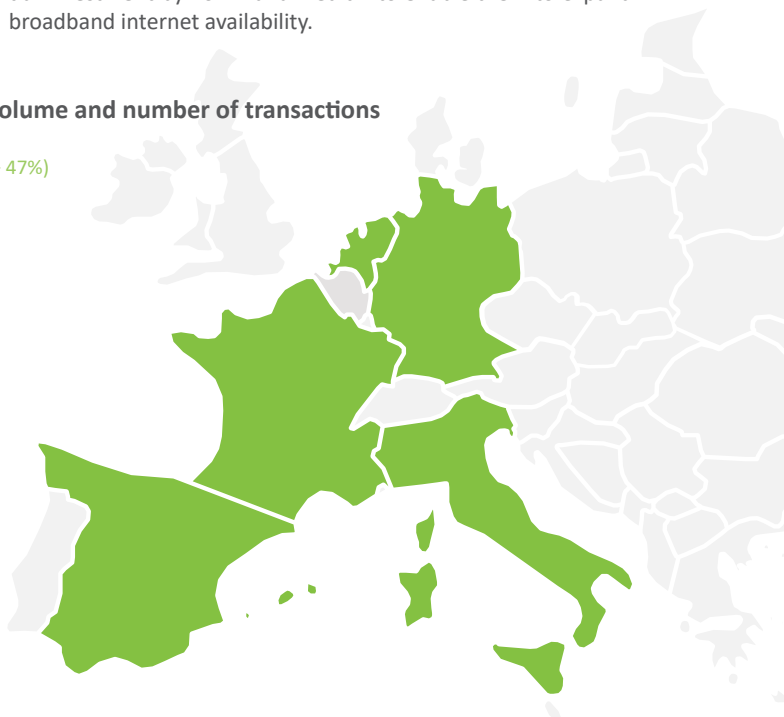 broadband internet availability.
olume and number of transactions
47%)